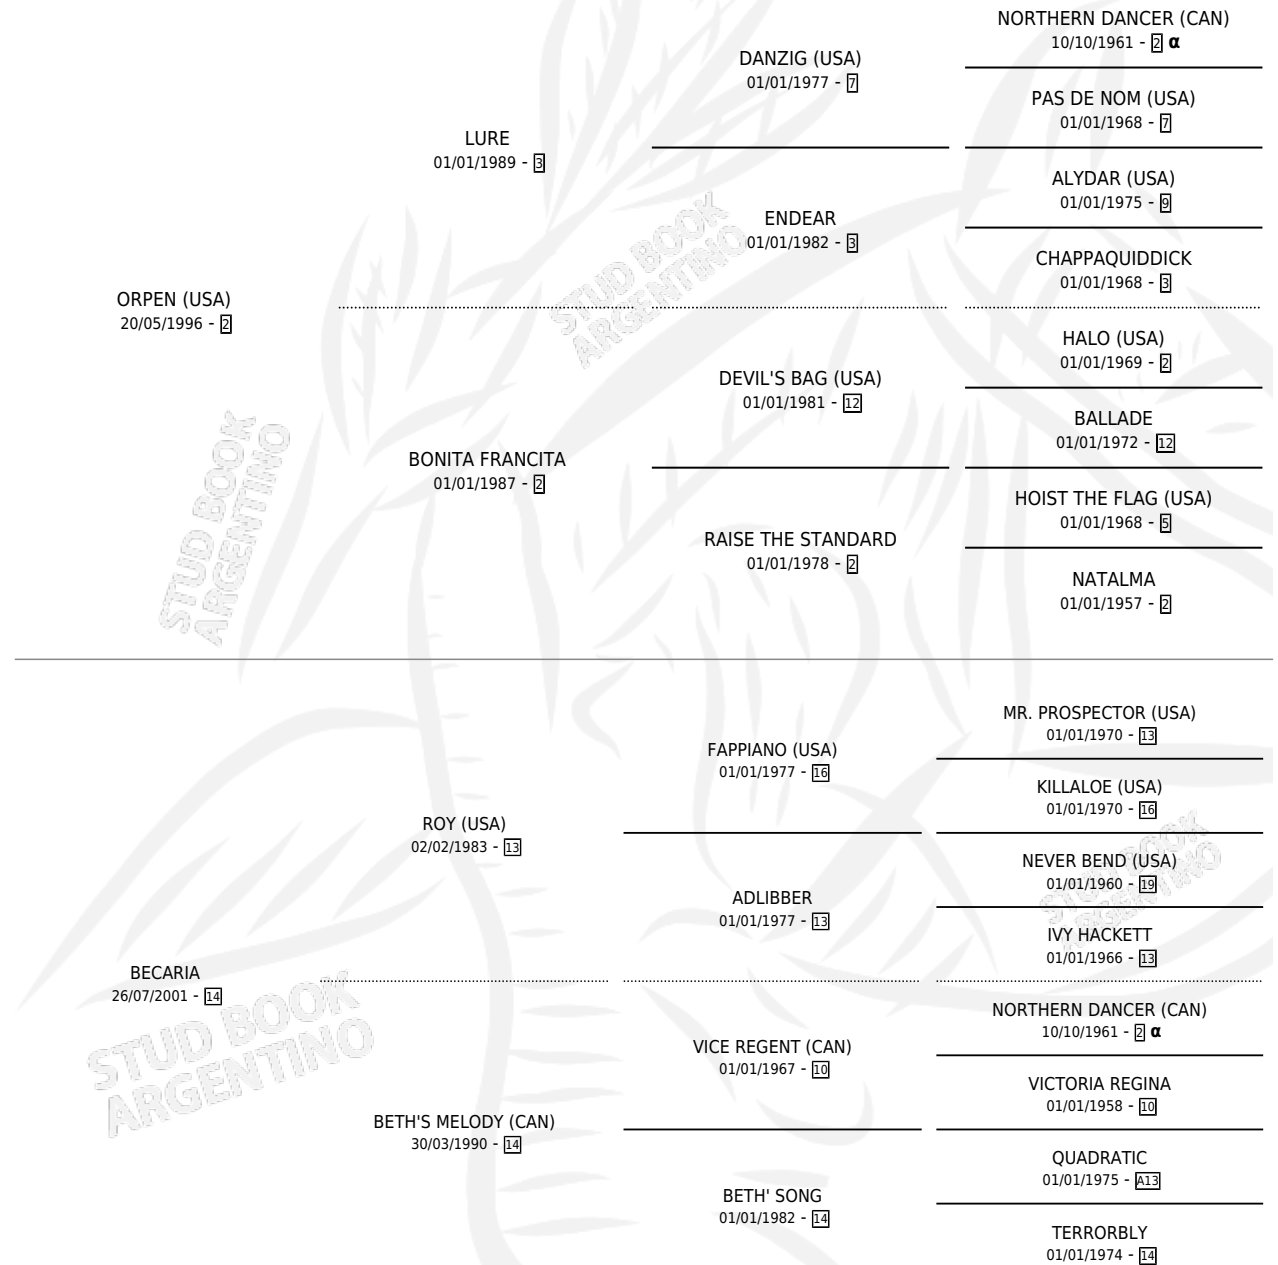 NORTHERN DANCER (CAN)
10/10/1961 - 2 α
DANZIG (USA)
01/01/1977 - 7
PAS DE NOM (USA)
01/01/1968 - 7
LURE
01/01/1989 - 3
ALYDAR (USA)
01/01/1975 - 9
ENDEAR
01/01/1982 - 3
CHAPPAQUIDDICK
01/01/1968 - 3
STUD BOOK
ARGENTINO
ORPEN (USA)
20/05/1996 - 2
HALO (USA)
01/01/1969 - 2
DEVIL'S BAG (USA)
01/01/1981 - 12
BALLADE
01/01/1972 - 12
BONITA FRANCITA
01/01/1987 - 2
HOIST THE FLAG (USA)
01/01/1968 - 5
RAISE THE STANDARD
01/01/1978 - 2
NATALMA
01/01/1957 - 2
STUD BOOK
ARGENTINO
MR. PROSPECTOR (USA)
01/01/1970 - 13
FAPPIANO (USA)
01/01/1977 - 16
KILLALOE (USA)
01/01/1970 - 16
ROY (USA)
02/02/1983 - 13
NEVER BEND (USA)
01/01/1960 - 19
ADLIBBER
01/01/1977 - 13
IVY HACKETT
01/01/1966 - 13
STUD BOOK
ARGENTINO
BECARIA
26/07/2001 - 14
NORTHERN DANCER (CAN)
10/10/1961 - 2 α
VICE REGENT (CAN)
01/01/1967 - 10
VICTORIA REGINA
01/01/1958 - 10
BETH'S MELODY (CAN)
30/03/1990 - 14
QUADRATIC
01/01/1975 - A13
BETH' SONG
01/01/1982 - 14
TERRORBLY
01/01/1974 - 14
STUD BOOK
ARGENTINO